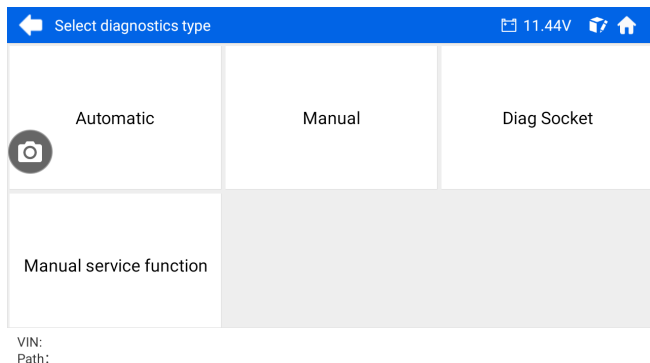 Select diagnostics type
11.44V
Automatic
Manual
Diag Socket
Manual service function
VIN:
Path: